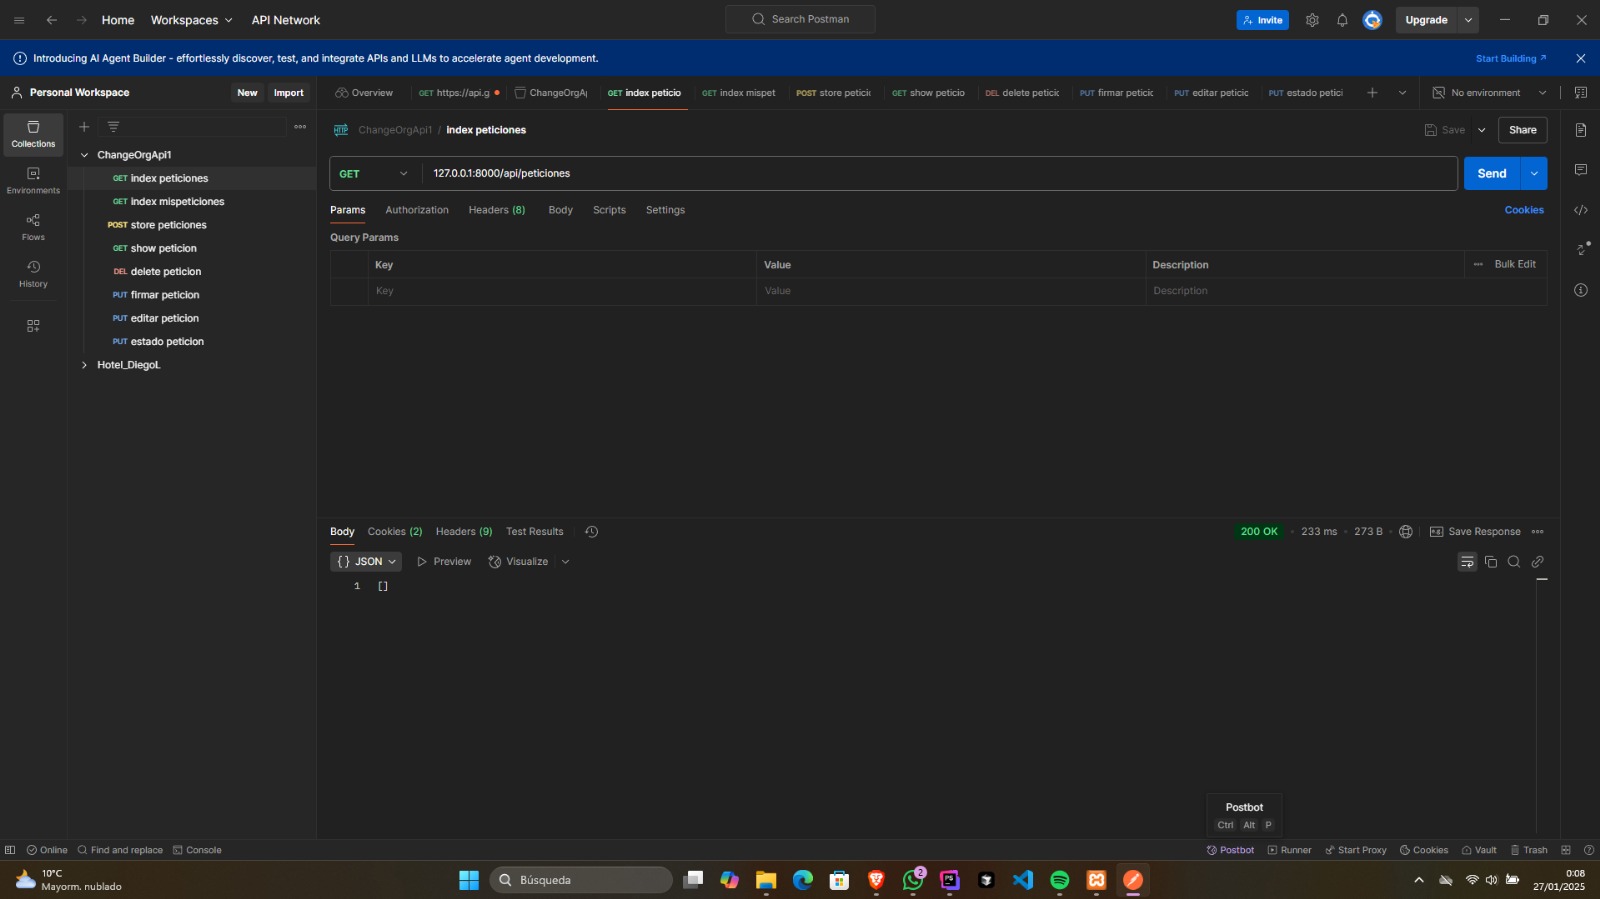 Home Workspaces API Network Search Postman Invite Upgrade
Introducing AI Agent Builder - effortlessly discover, test, and integrate APIs and LLMs to accelerate agent development. Start Building
Personal Workspace New Import
Overview GET https://api.g ChangeOrgA GET index peticio GET index mispet POST store peticic GET show peticio DEL delete peticic PUT firmar peticic PUT editar peticic PUT estado petici No environment
Collections
Environments
Flows
History
ChangeOrgApi1
GET index peticiones
GET index mispeticiones
POST store peticiones
GET show peticion
DEL delete peticion
PUT firmar peticion
PUT editar peticion
PUT estado peticion
Hotel_DiegoL
HTTP ChangeOrgApi1 / index peticiones Save Share
GET 127.0.0.1:8000/api/peticiones Send
Params Authorization Headers (8) Body Scripts Settings Cookies
Query Params
Key Value Description Bulk Edit
Key Value Description
Body Cookies (2) Headers (9) Test Results 200 OK 233 ms 273 B Save Response
{} JSON Preview Visualize
1 []
Postbot
Ctrl Alt P
Online Find and replace Console Postbot Runner Start Proxy Cookies Vault Trash
10°C
Mayorm. nublado
Búsqueda
2
PS
0:08
27/01/2025